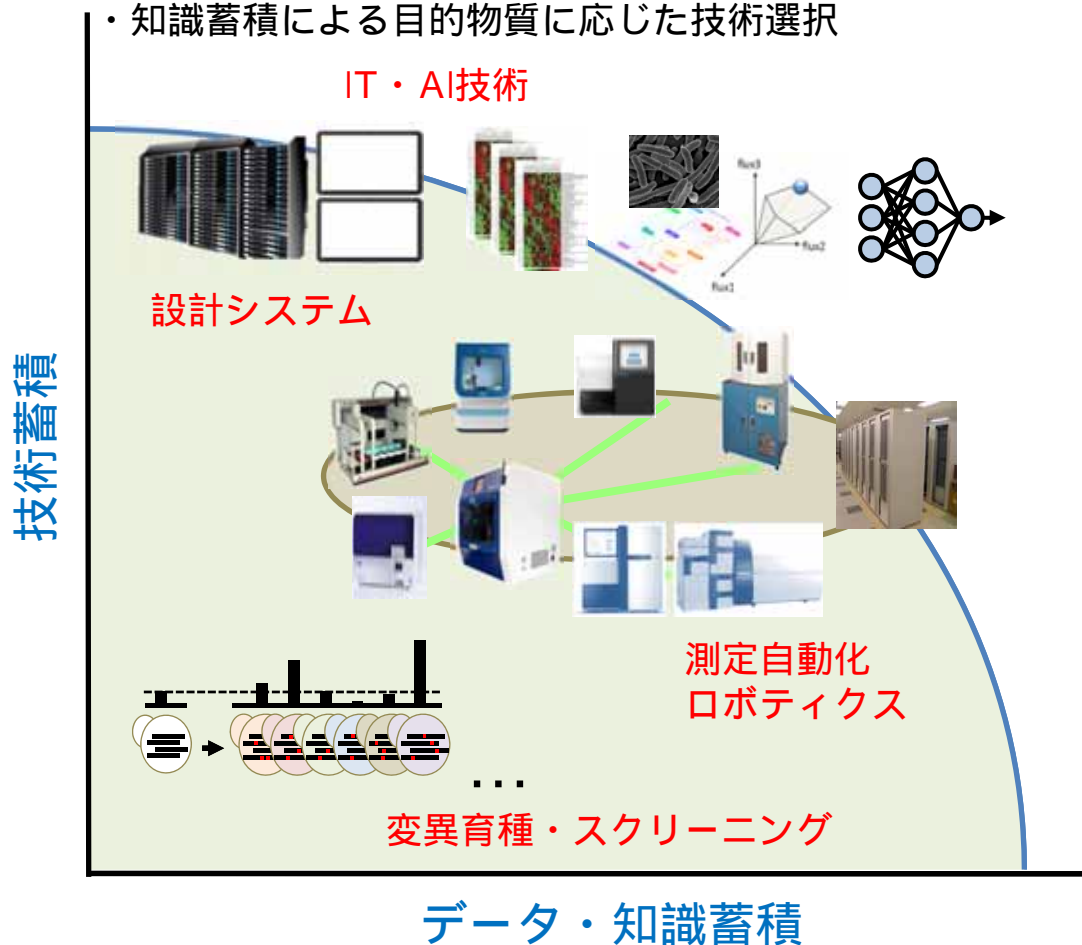 ・知識蓄積による目的物質に応じた技術選択
IT・AI技術
flux3
flux2
flux1
設計システム
技術蓄積
測定自動化
ロボティクス
...
変異育種・スクリーニング
データ・知識蓄積